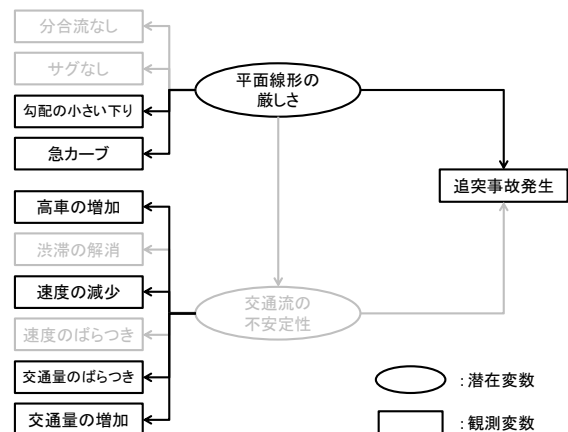 分合流なし
サグなし
勾配の小さい下り
急カーブ
平面線形の
厳しさ
追突事故発生
高車の増加
渋滞の解消
速度の減少
速度のばらつき
交通量のばらつき
交通量の増加
交通流の
不安定性
：潜在変数
：観測変数